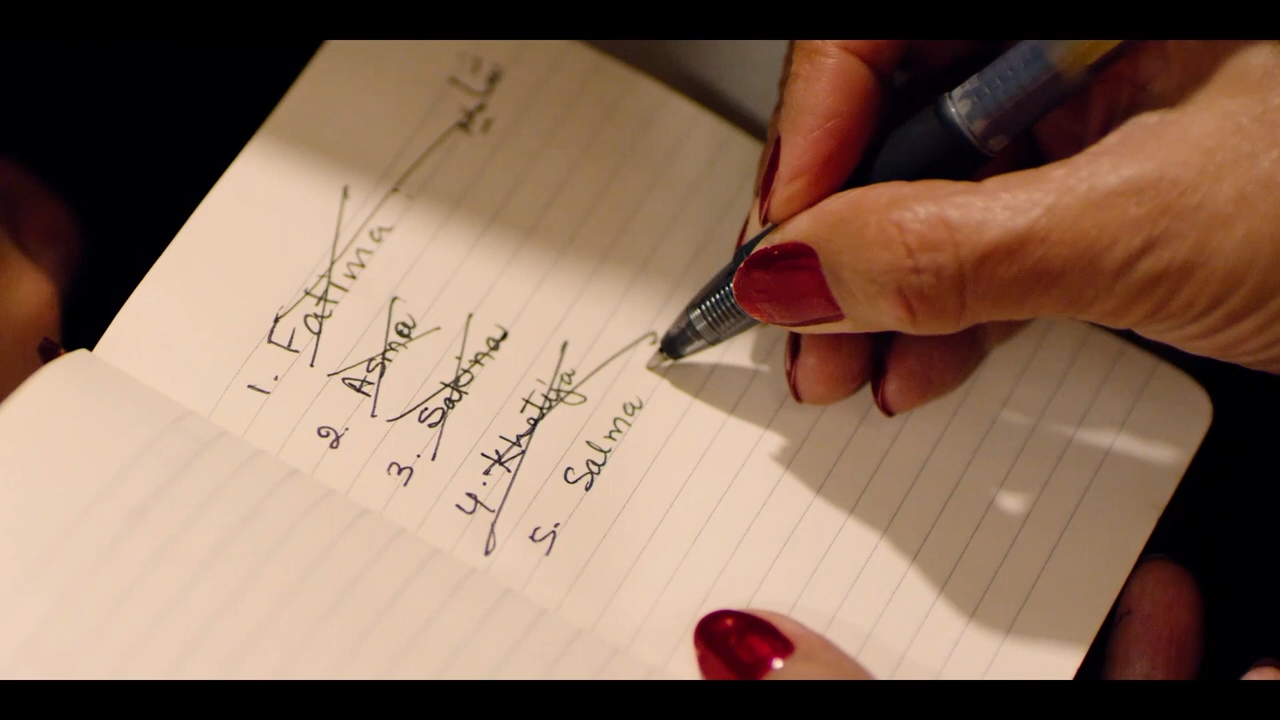 1. Fatima
2. Asma
3. Sakina
4. Khatija
5. Salma